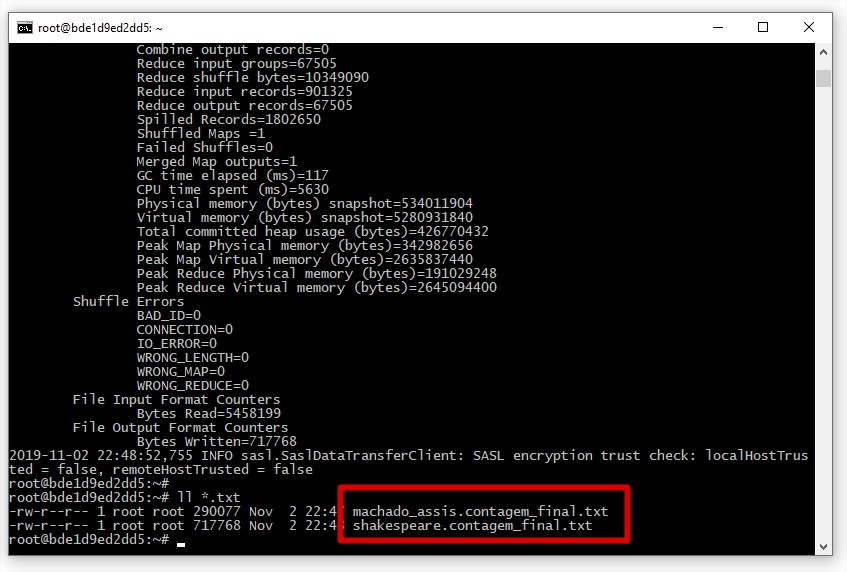 root@bde1d9ed2dd5: ~
Combine output records=0
Reduce input groups=67505
Reduce shuffle bytes=10349090
Reduce input records=901325
Reduce output records=67505
Spilled Records=1802650
Shuffled Maps =1
Failed Shuffles=0
Merged Map outputs=1
GC time elapsed (ms)=117
CPU time spent (ms)=5630
Physical memory (bytes) snapshot=534011904
Virtual memory (bytes) snapshot=5280931840
Total committed heap usage (bytes)=426770432
Peak Map Physical memory (bytes)=342982656
Peak Map Virtual memory (bytes)=2635837440
Peak Reduce Physical memory (bytes)=191029248
Peak Reduce Virtual memory (bytes)=2645094400
Shuffle Errors
BAD_ID=0
CONNECTION=0
IO_ERROR=0
WRONG_LENGTH=0
WRONG_MAP=0
WRONG_REDUCE=0
File Input Format Counters
Bytes Read=5458199
File Output Format Counters
Bytes Written=717768
2019-11-02 22:48:52,755 INFO sasl.SaslDataTransferClient: SASL encryption trust check: localHostTrus
ted = false, remoteHostTrusted = false
root@bde1d9ed2dd5:~#
root@bde1d9ed2dd5:~# ll *.txt
-rw-r--r-- 1 root root 290077 Nov  2 22:4 machado_assis.contagem_final.txt
-rw-r--r-- 1 root root 717768 Nov  2 22:4 shakespeare.contagem_final.txt
root@bde1d9ed2dd5:~#